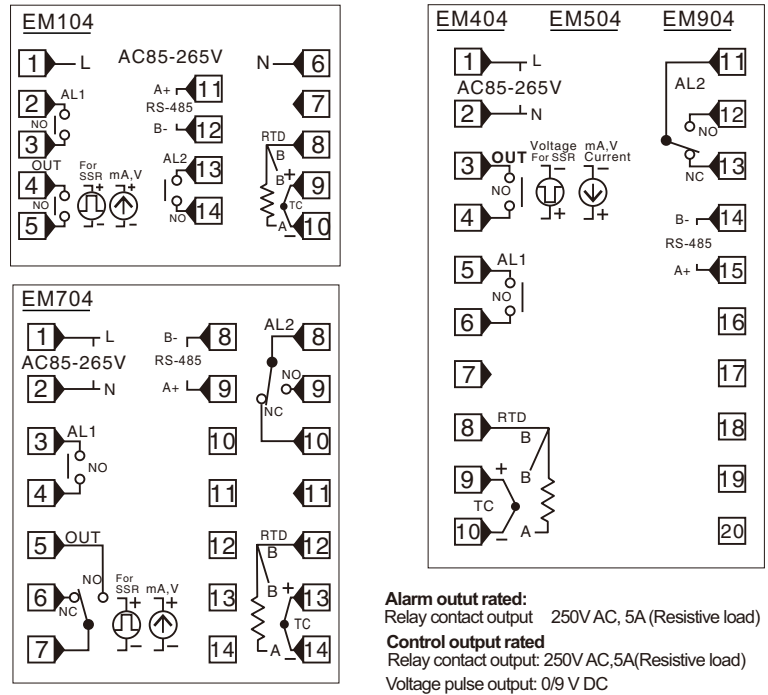 EM104
1 L AC85-265V N 6
A+ 11
2 AL1 RS-485 7
NO
3 B- 12 RTD 8
OUT For SSR mA,V AL2 13 B
4 + + B + 9
NO TC
5 - - NO 14 A - 10
EM404 EM504 EM904
1 L 11
AC85-265V AL2
2 N 12
NO
3 OUT Voltage For SSR mA,V Current
- -
NO 13
NC
4 + + B- 14
RS-485
5 AL1 A+ 15
NO
6 16
7 17
8 RTD 18
B
9 + B 19
TC
10 - A 20
EM704
1 L B- 8 AL2 8
AC85-265V RS-485
2 N A+ 9 NO 9
NC
3 AL1 10 10
NO
4 11 11
5 OUT 12 RTD 12
B
NO For SSR mA,V
6 NC + + 13 B + 13
TC
7 - - 14 A - 14
Alarm outut rated:
Relay contact output 250V AC, 5A (Resistive load)
Control output rated
Relay contact output: 250V AC,5A(Resistive load)
Voltage pulse output: 0/9 V DC